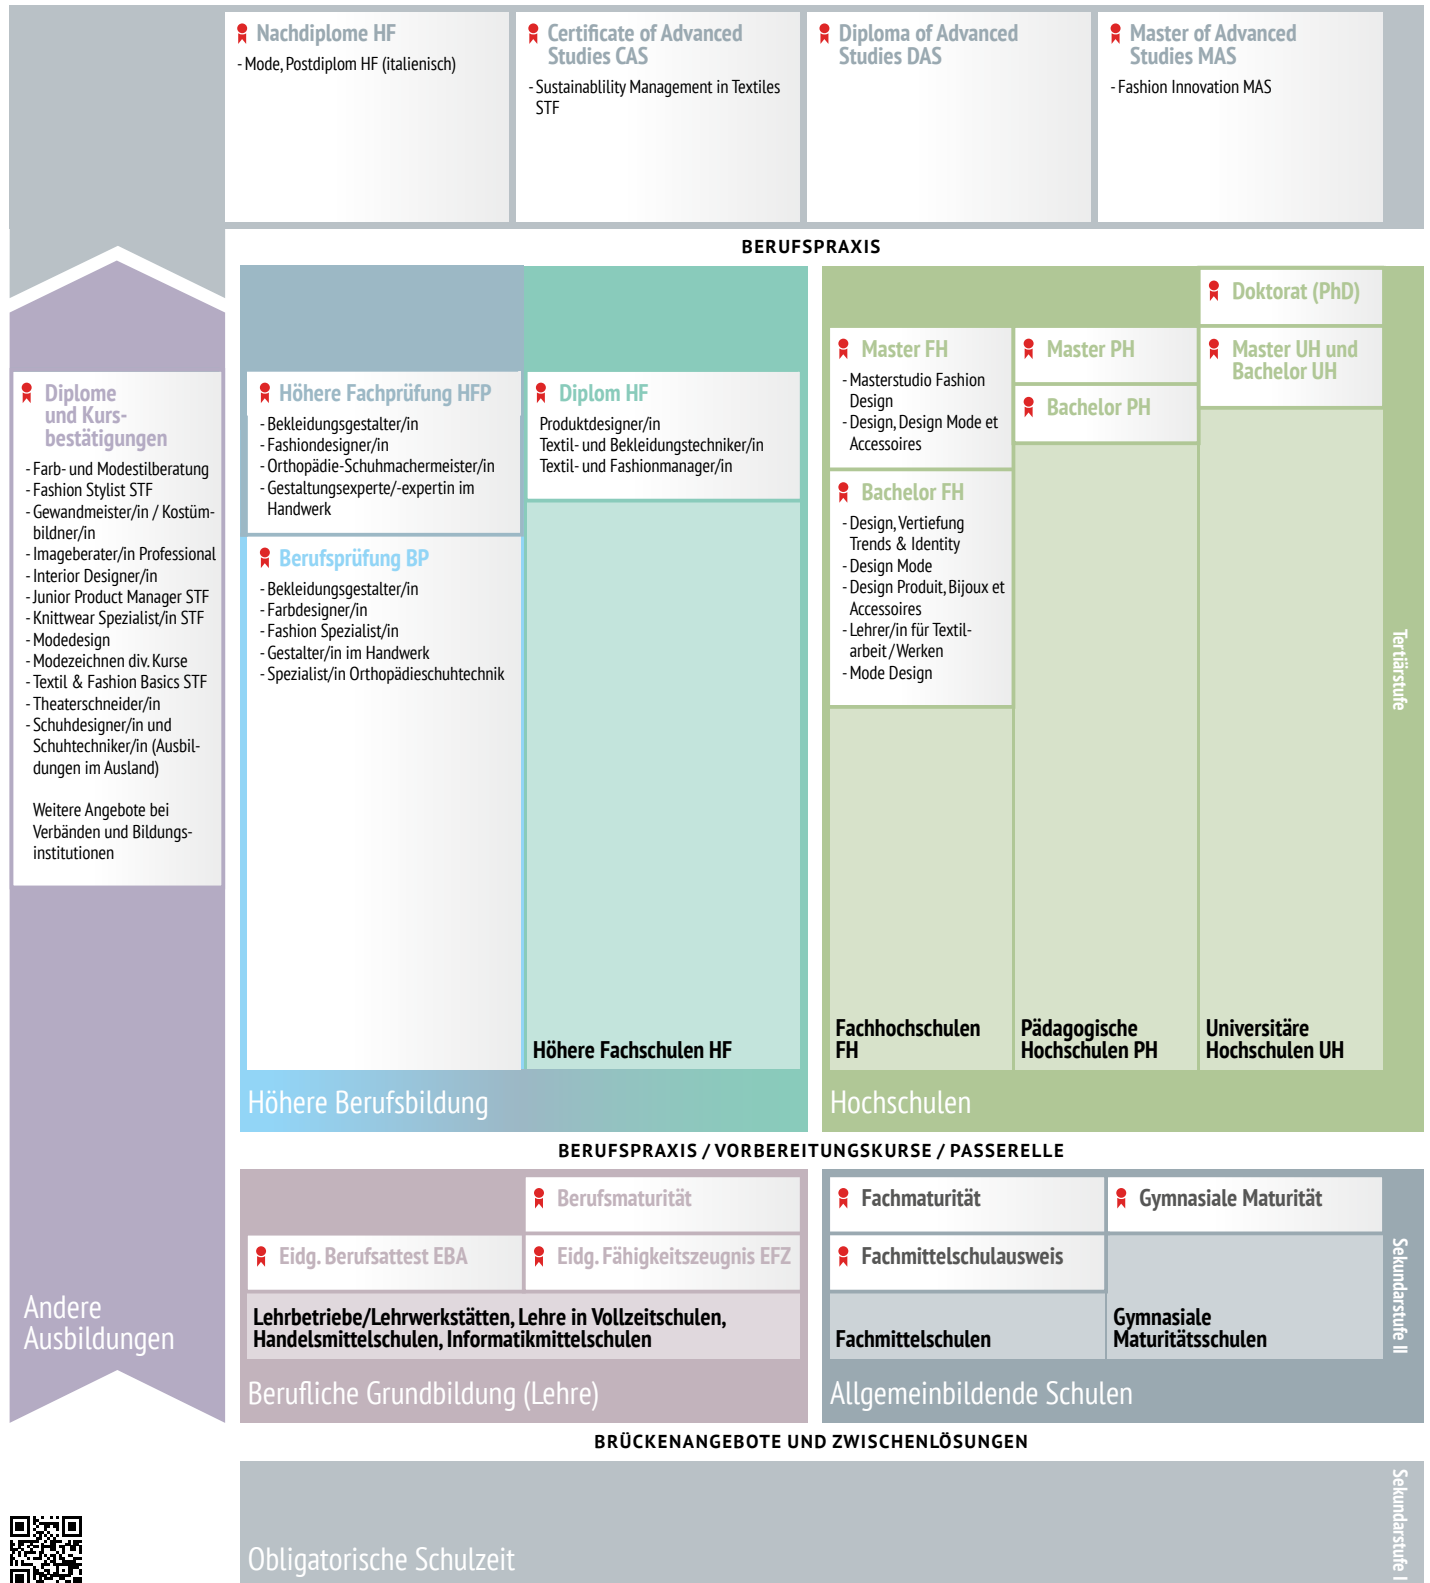 Nachdiplome HF
- Mode, Postdiplom HF (italienisch)
Certificate of Advanced
Studies CAS
- Sustainablility Management in Textiles
STF
Diploma of Advanced
Studies DAS
Master of Advanced
Studies MAS
- Fashion Innovation MAS
BERUFSPRAXIS
Diplome
und Kurs-
bestätigungen
- Farb- und Modestilberatung
- Fashion Stylist STF
- Gewandmeister/in / Kostüm-
bildner/in
- Imageberater/in Professional
- Interior Designer/in
- Junior Product Manager STF
- Knittwear Spezialist/in STF
- Modedesign
- Modezeichnen div. Kurse
- Textil & Fashion Basics STF
- Theaterschneider/in
- Schuhdesigner/in und
Schuhtechniker/in (Ausbil-
dungen im Ausland)
Weitere Angebote bei
Verbänden und Bildungs-
institutionen
Andere
Ausbildungen
Höhere Fachprüfung HFP
- Bekleidungsgestalter/in
- Fashiondesigner/in
- Orthopädie-Schuhmachermeister/in
- Gestaltungsexperte/-expertin im
Handwerk
Berufsprüfung BP
- Bekleidungsgestalter/in
- Farbdesigner/in
- Fashion Spezialist/in
- Gestalter/in im Handwerk
- Spezialist/in Orthopädieschuhtechnik
Diplom HF
Produktdesigner/in
Textil- und Bekleidungstechniker/in
Textil- und Fashionmanager/in
Höhere Fachschulen HF
Höhere Berufsbildung
Master FH
- Masterstudio Fashion
Design
- Design, Design Mode et
Accessoires
Bachelor FH
- Design, Vertiefung
Trends & Identity
- Design Mode
- Design Produit, Bijoux et
Accessoires
- Lehrer/in für Textil-
arbeit/Werken
- Mode Design
Fachhochschulen
FH
Master PH
Bachelor PH
Pädagogische
Hochschulen PH
Doktorat (PhD)
Master UH und
Bachelor UH
Universitäre
Hochschulen UH
Hochschulen
Tertiärstufe
BERUFSPRAXIS / VORBEREITUNGSKURSE / PASSERELLE
Berufsmaturität
Eidg. Berufsattest EBA
Eidg. Fähigkeitszeugnis EFZ
Lehrbetriebe/Lehrwerkstätten, Lehre in Vollzeitschulen,
Handelsmittelschulen, Informatikmittelschulen
Berufliche Grundbildung (Lehre)
Fachmaturität
Gymnasiale Maturität
Fachmittelschulausweis
Fachmittelschulen
Gymnasiale
Maturitätsschulen
Allgemeinbildende Schulen
Sekundarstufe II
BRÜCKENANGEBOTE UND ZWISCHENLÖSUNGEN
Obligatorische Schulzeit
Sekundarstufe I